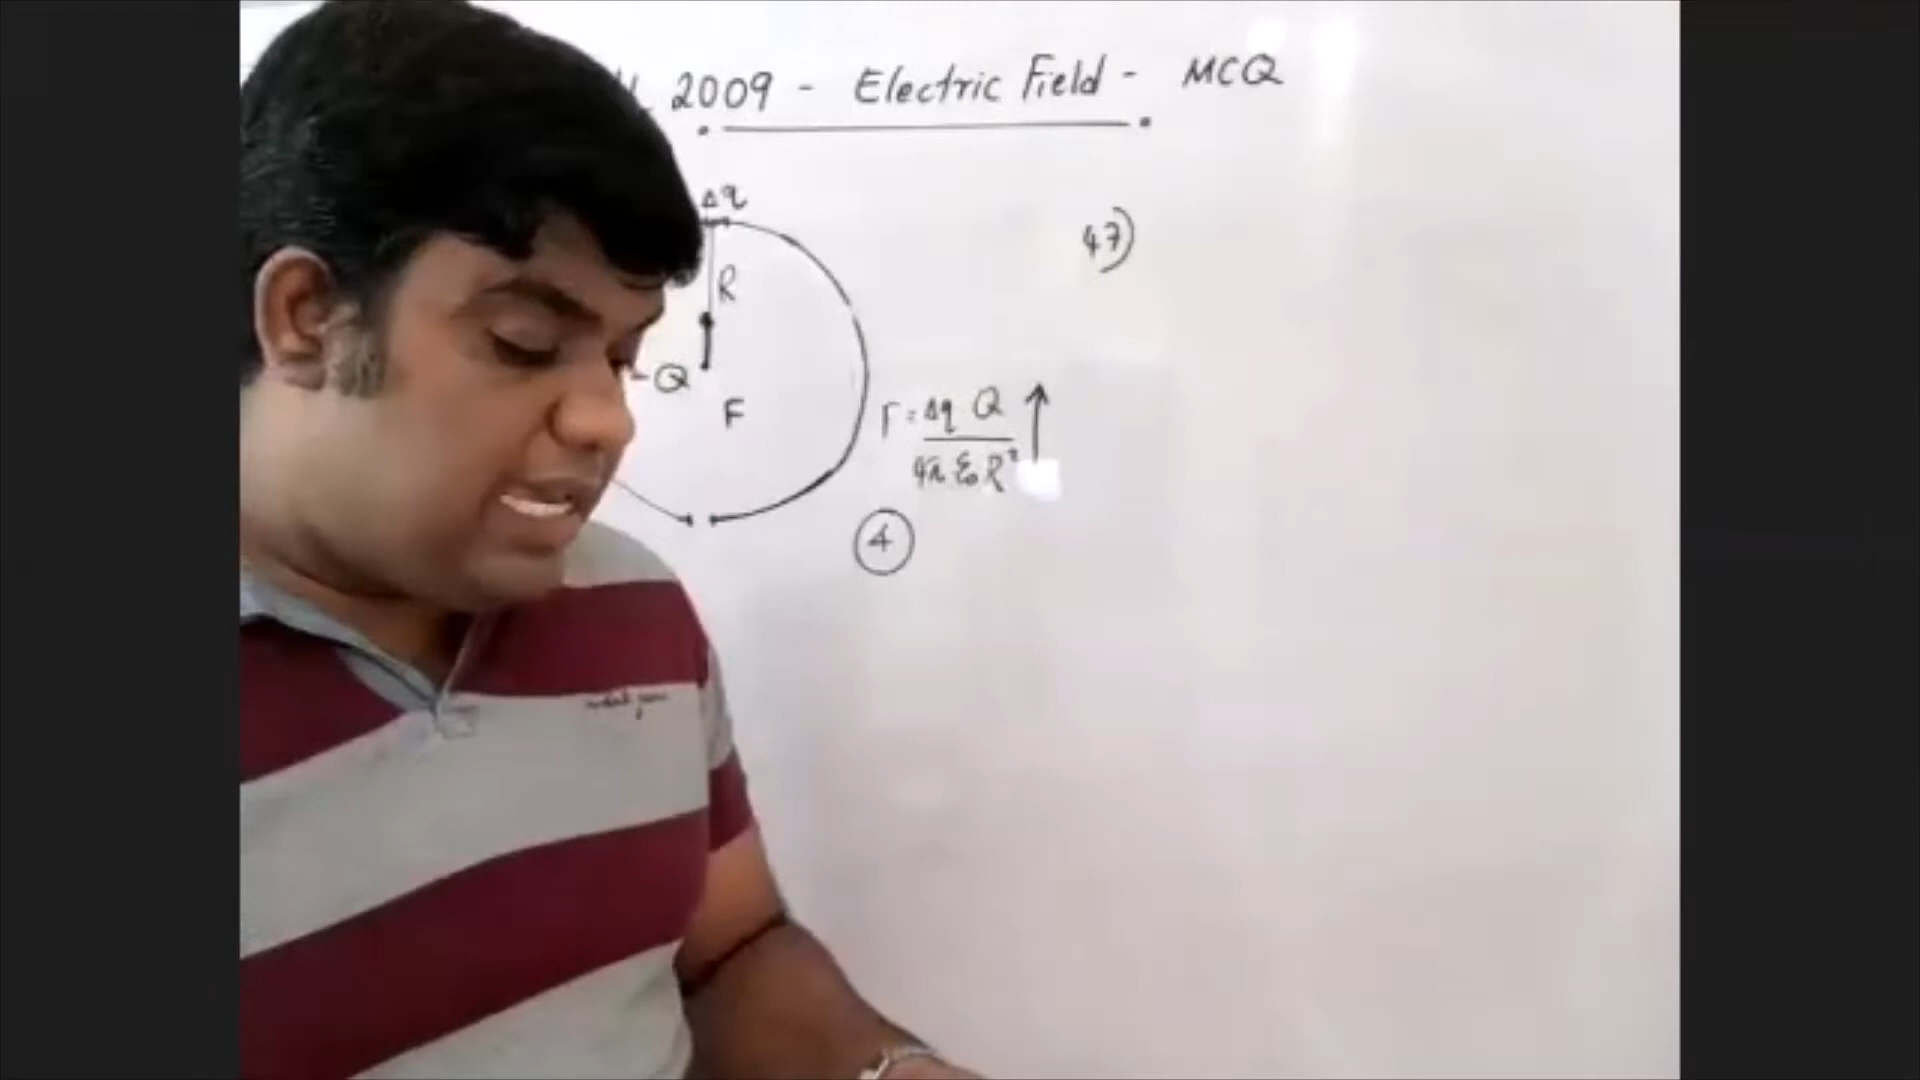 2009 - Electric Field - MCQ
Δq
47)
R
-Q
F
F = Δq Q
4π ε₀ R²
4